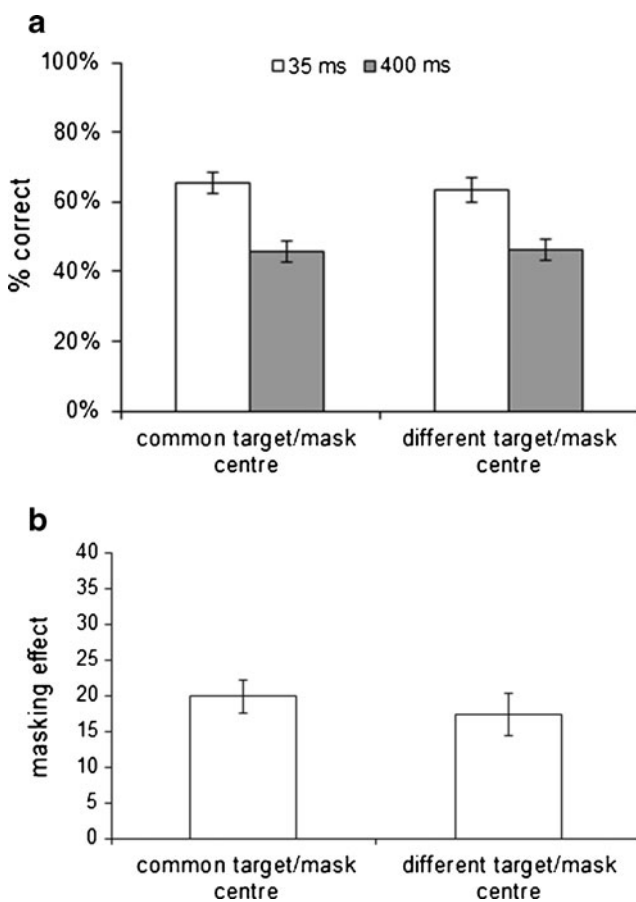 a
100%
35 ms 400 ms
80%
60%
40%
20%
0%
% correct
common target/mask
centre
different target/mask
centre
b
40
35
30
25
20
15
10
5
0
masking effect
common target/mask
centre
different target/mask
centre